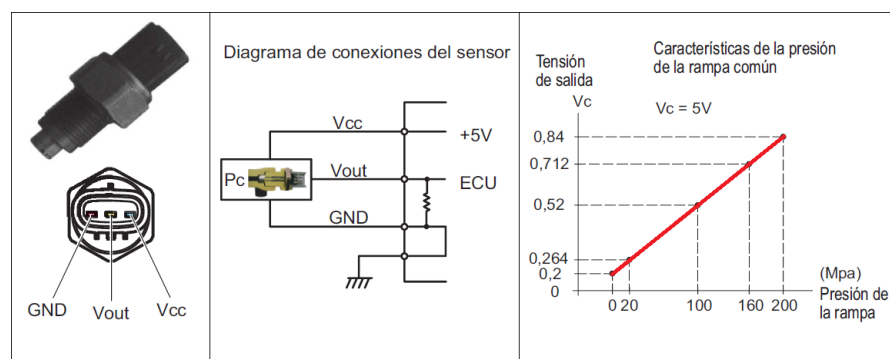 GND
Vout
Vcc
Diagrama de conexiones del sensor
Vcc
+5V
Pc
Vout
ECU
GND
Características de la presión
de la rampa común
Tensión
de salida
Vc
Vc = 5V
0,84
0,712
0,52
0,264
0,2
0
0 20 100 160 200
(Mpa)
Presión de
la rampa